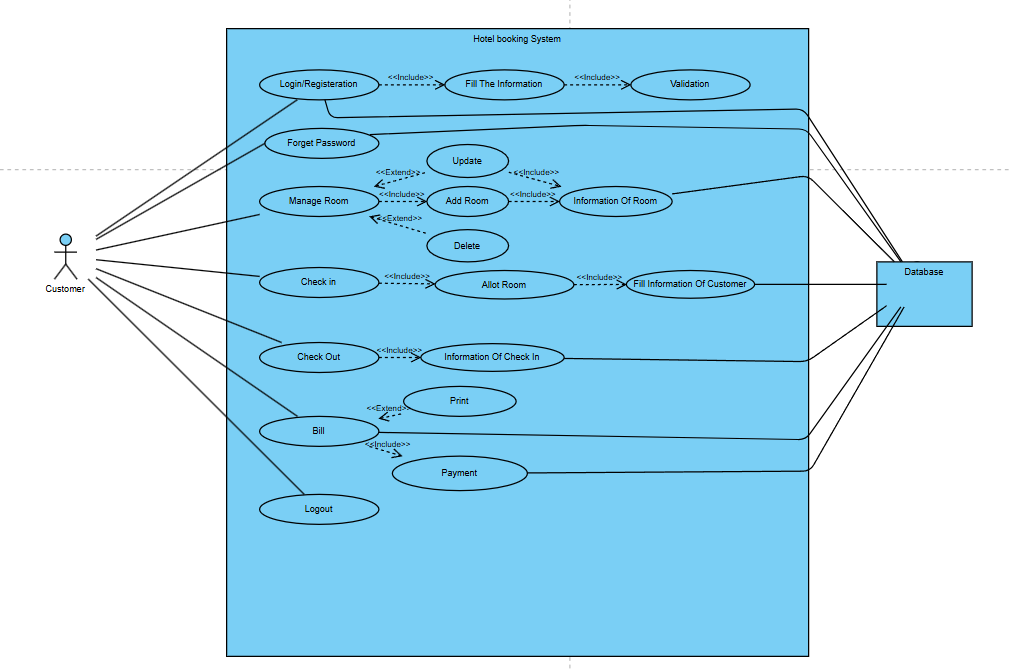 Hotel booking System
Login/Registeration
<<Include>>
Fill The Information
<<Include>>
Validation
Forget Password
Update
<<Extend>>
<<Include>>
Manage Room
<<Include>>
Add Room
<<Include>>
Information Of Room
<<Extend>>
Delete
Customer
Check in
<<Include>>
Allot Room
<<Include>>
Fill Information Of Customer
Database
Check Out
<<Include>>
Information Of Check In
Print
<<Extend>>
Bill
<<Include>>
Payment
Logout